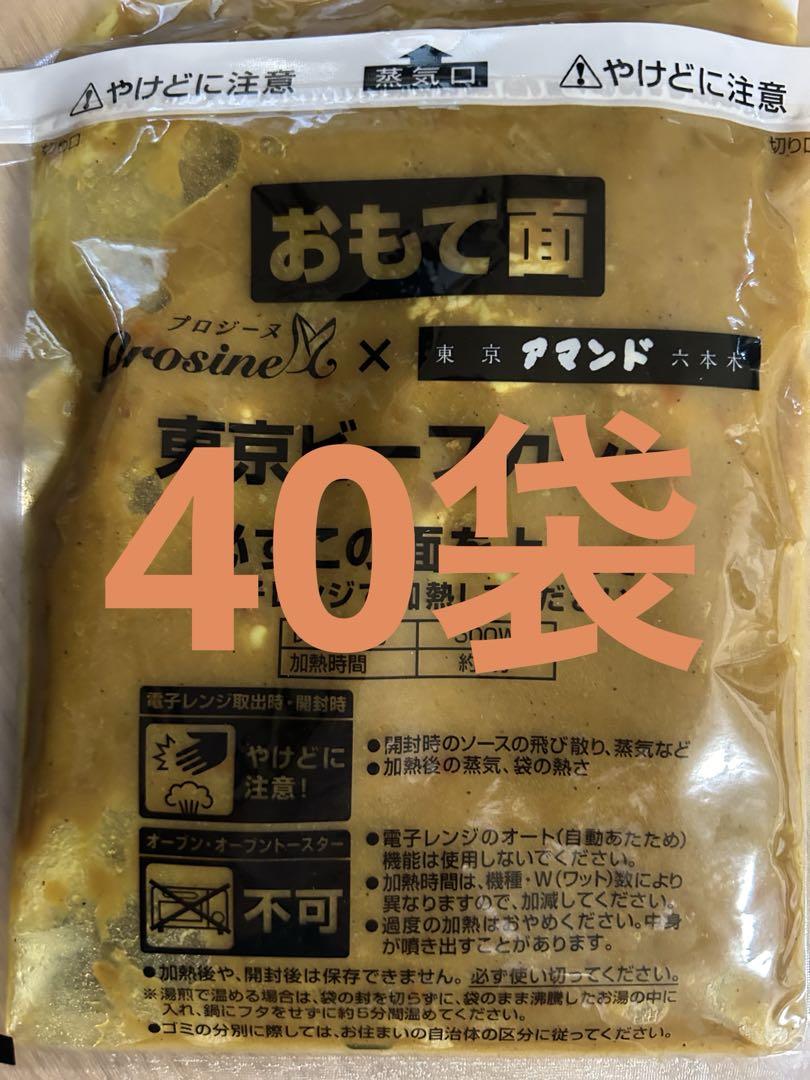 ⚠やけどに注意 蒸気口 ⚠やけどに注意
切り口
おもて面
プロジーヌ
Prosine × 東京 アマンド 六本木
東京ビーフカレー
40袋
加熱時間
電子レンジ取出時・開封時
やけどに
注意!
●開封時のソースの飛び散り、蒸気など
●加熱後の蒸気、袋の熱さ
オーブン・オーブントースター
不可
●電子レンジのオート(自動あたため)
機能は使用しないでください。
●加熱時間は、機種・W(ワット)数により
異なりますので、加減してください。
●過度の加熱はおやめください。中身
が噴き出すことがあります。
●加熱後や、開封後は保存できません。必ず使い切ってください。
※湯煎で温める場合は、袋の封を切らずに、袋のまま沸騰したお湯の中に
入れ、鍋にフタをせずに約5分間温めてください。
●ゴミの分別に際しては、お住まいの自治体の区分に従ってください。